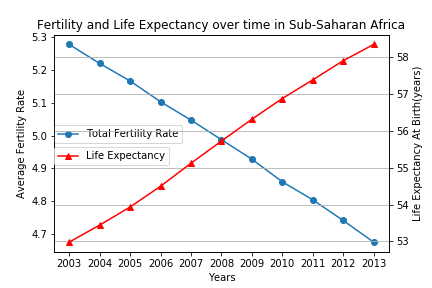 Fertility and Life Expectancy over time in Sub-Saharan Africa
5.3
5.2
5.1
5.0
4.9
4.8
4.7
Average Fertility Rate
Total Fertility Rate
Life Expectancy
58
57
56
55
54
53
Life Expectancy At Birth(years)
2003 2004 2005 2006 2007 2008 2009 2010 2011 2012 2013
Years